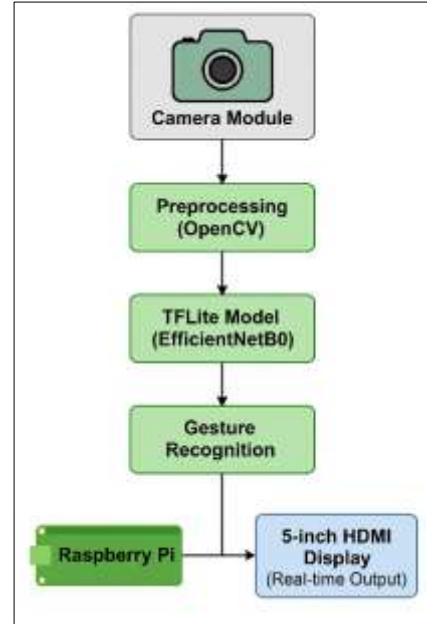 Camera Module
Preprocessing
(OpenCV)
TFLite Model
(EfficientNetB0)
Gesture
Recognition
Raspberry Pi
5-inch HDMI
Display
(Real-time Output)